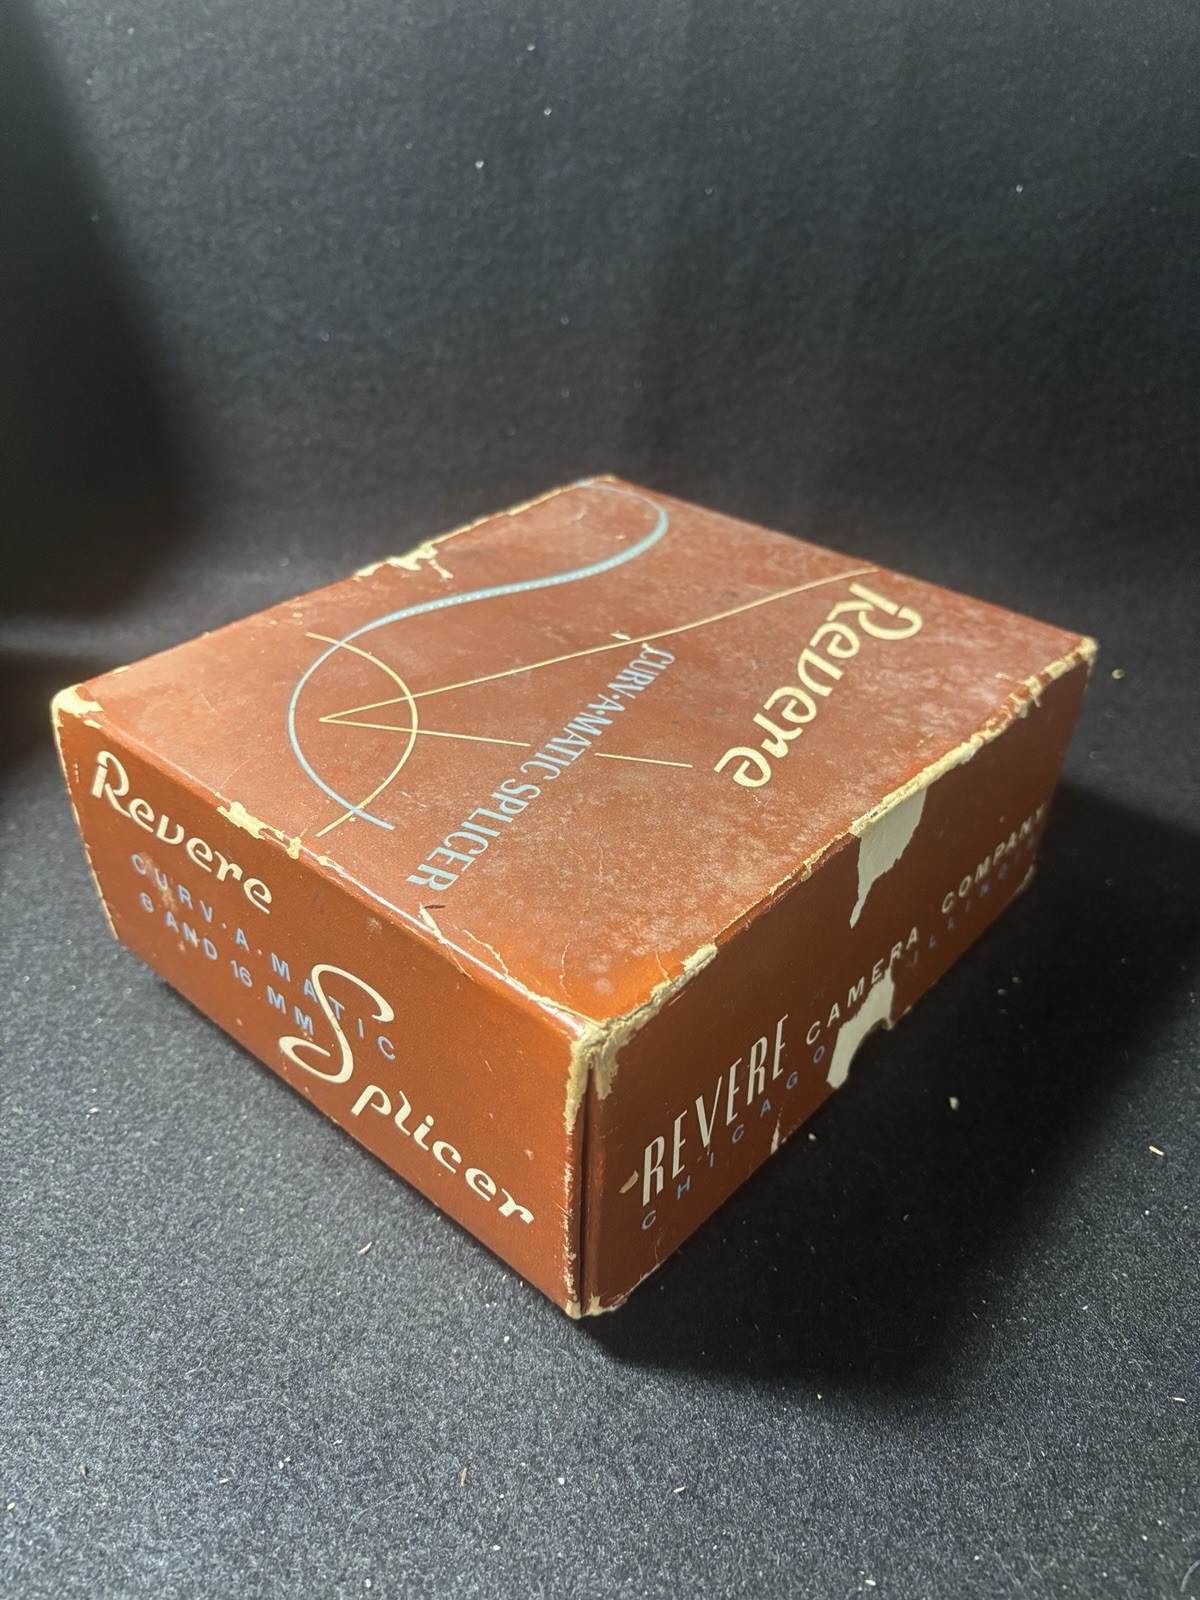 Revere
CURV·A·MATIC SPLICER
Revere
CURV·A·MATIC
8 AND 16 MM
Splicer
REVERE CAMERA COMPANY
CHICAGO ILLINOIS